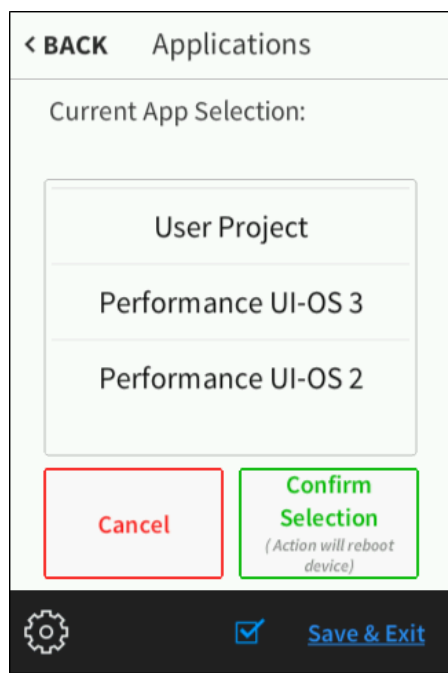 < BACK Applications
Current App Selection:
User Project
Performance UI-OS 3
Performance UI-OS 2
Cancel
Confirm
Selection
( Action will reboot
device)
Save & Exit